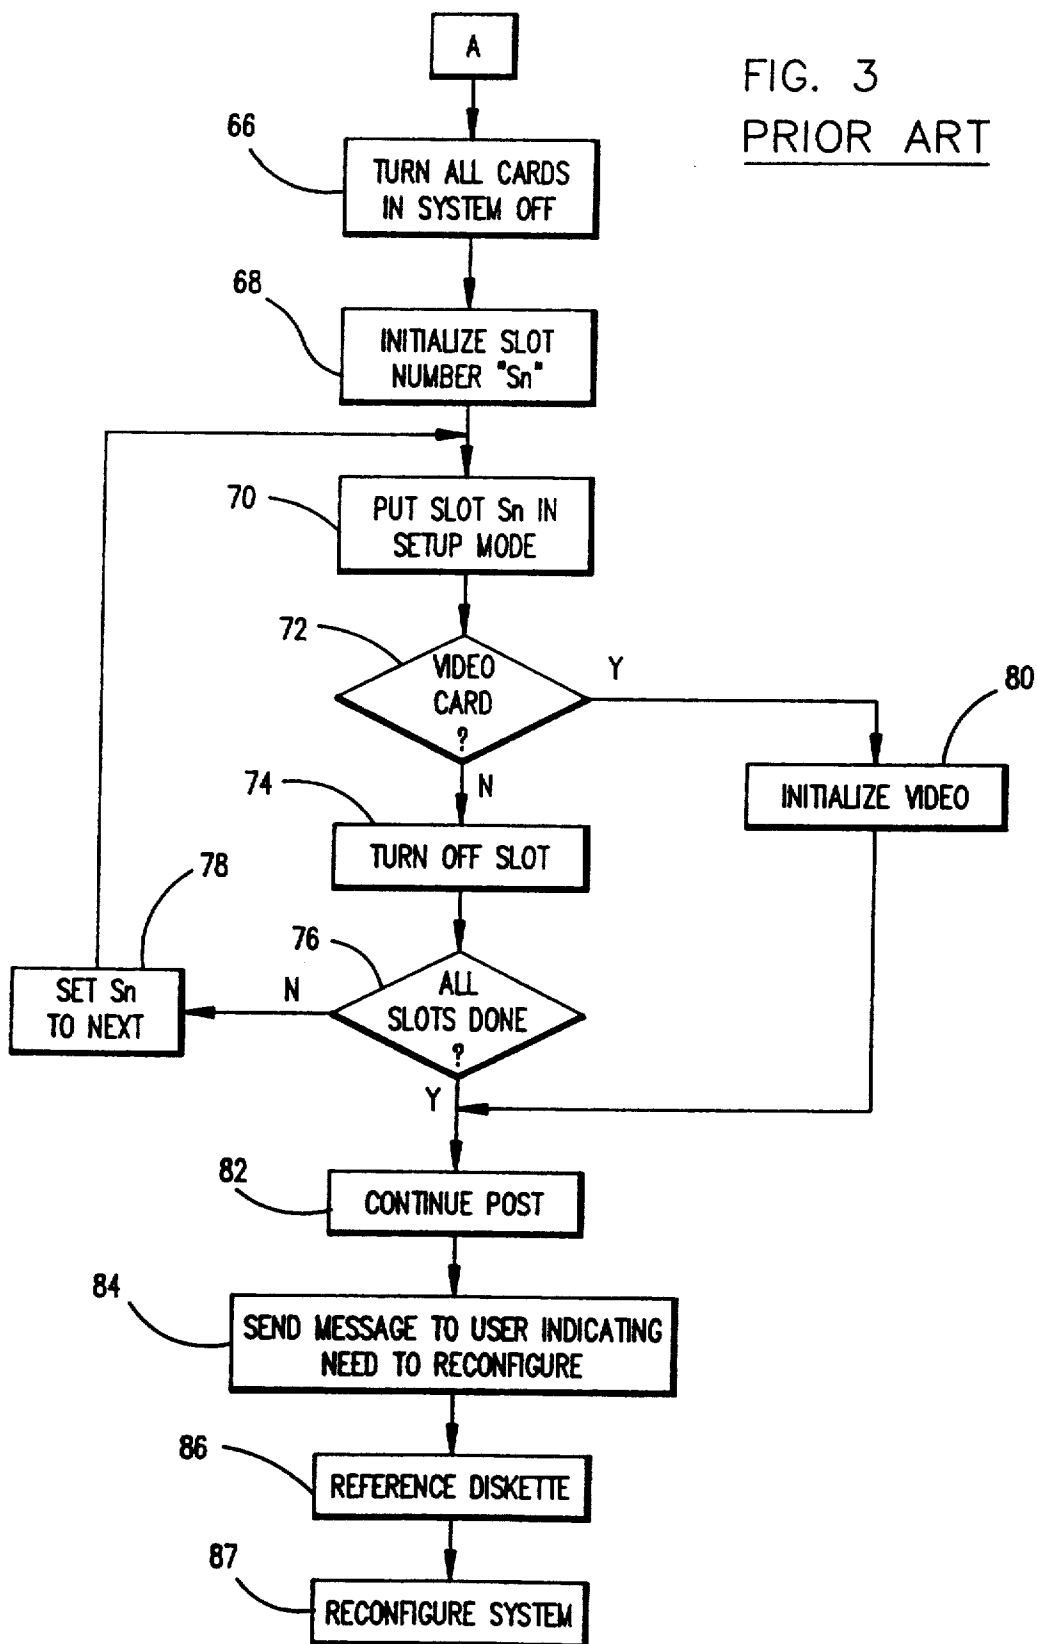 A
FIG. 3
PRIOR ART
66
TURN ALL CARDS
IN SYSTEM OFF
68
INITIALIZE SLOT
NUMBER "Sn"
70
PUT SLOT Sn IN
SETUP MODE
72
VIDEO
CARD
?
Y
80
INITIALIZE VIDEO
N
74
TURN OFF SLOT
78
SET Sn
TO NEXT
76
N
ALL
SLOTS DONE
?
Y
82
CONTINUE POST
84
SEND MESSAGE TO USER INDICATING
NEED TO RECONFIGURE
86
REFERENCE DISKETTE
87
RECONFIGURE SYSTEM